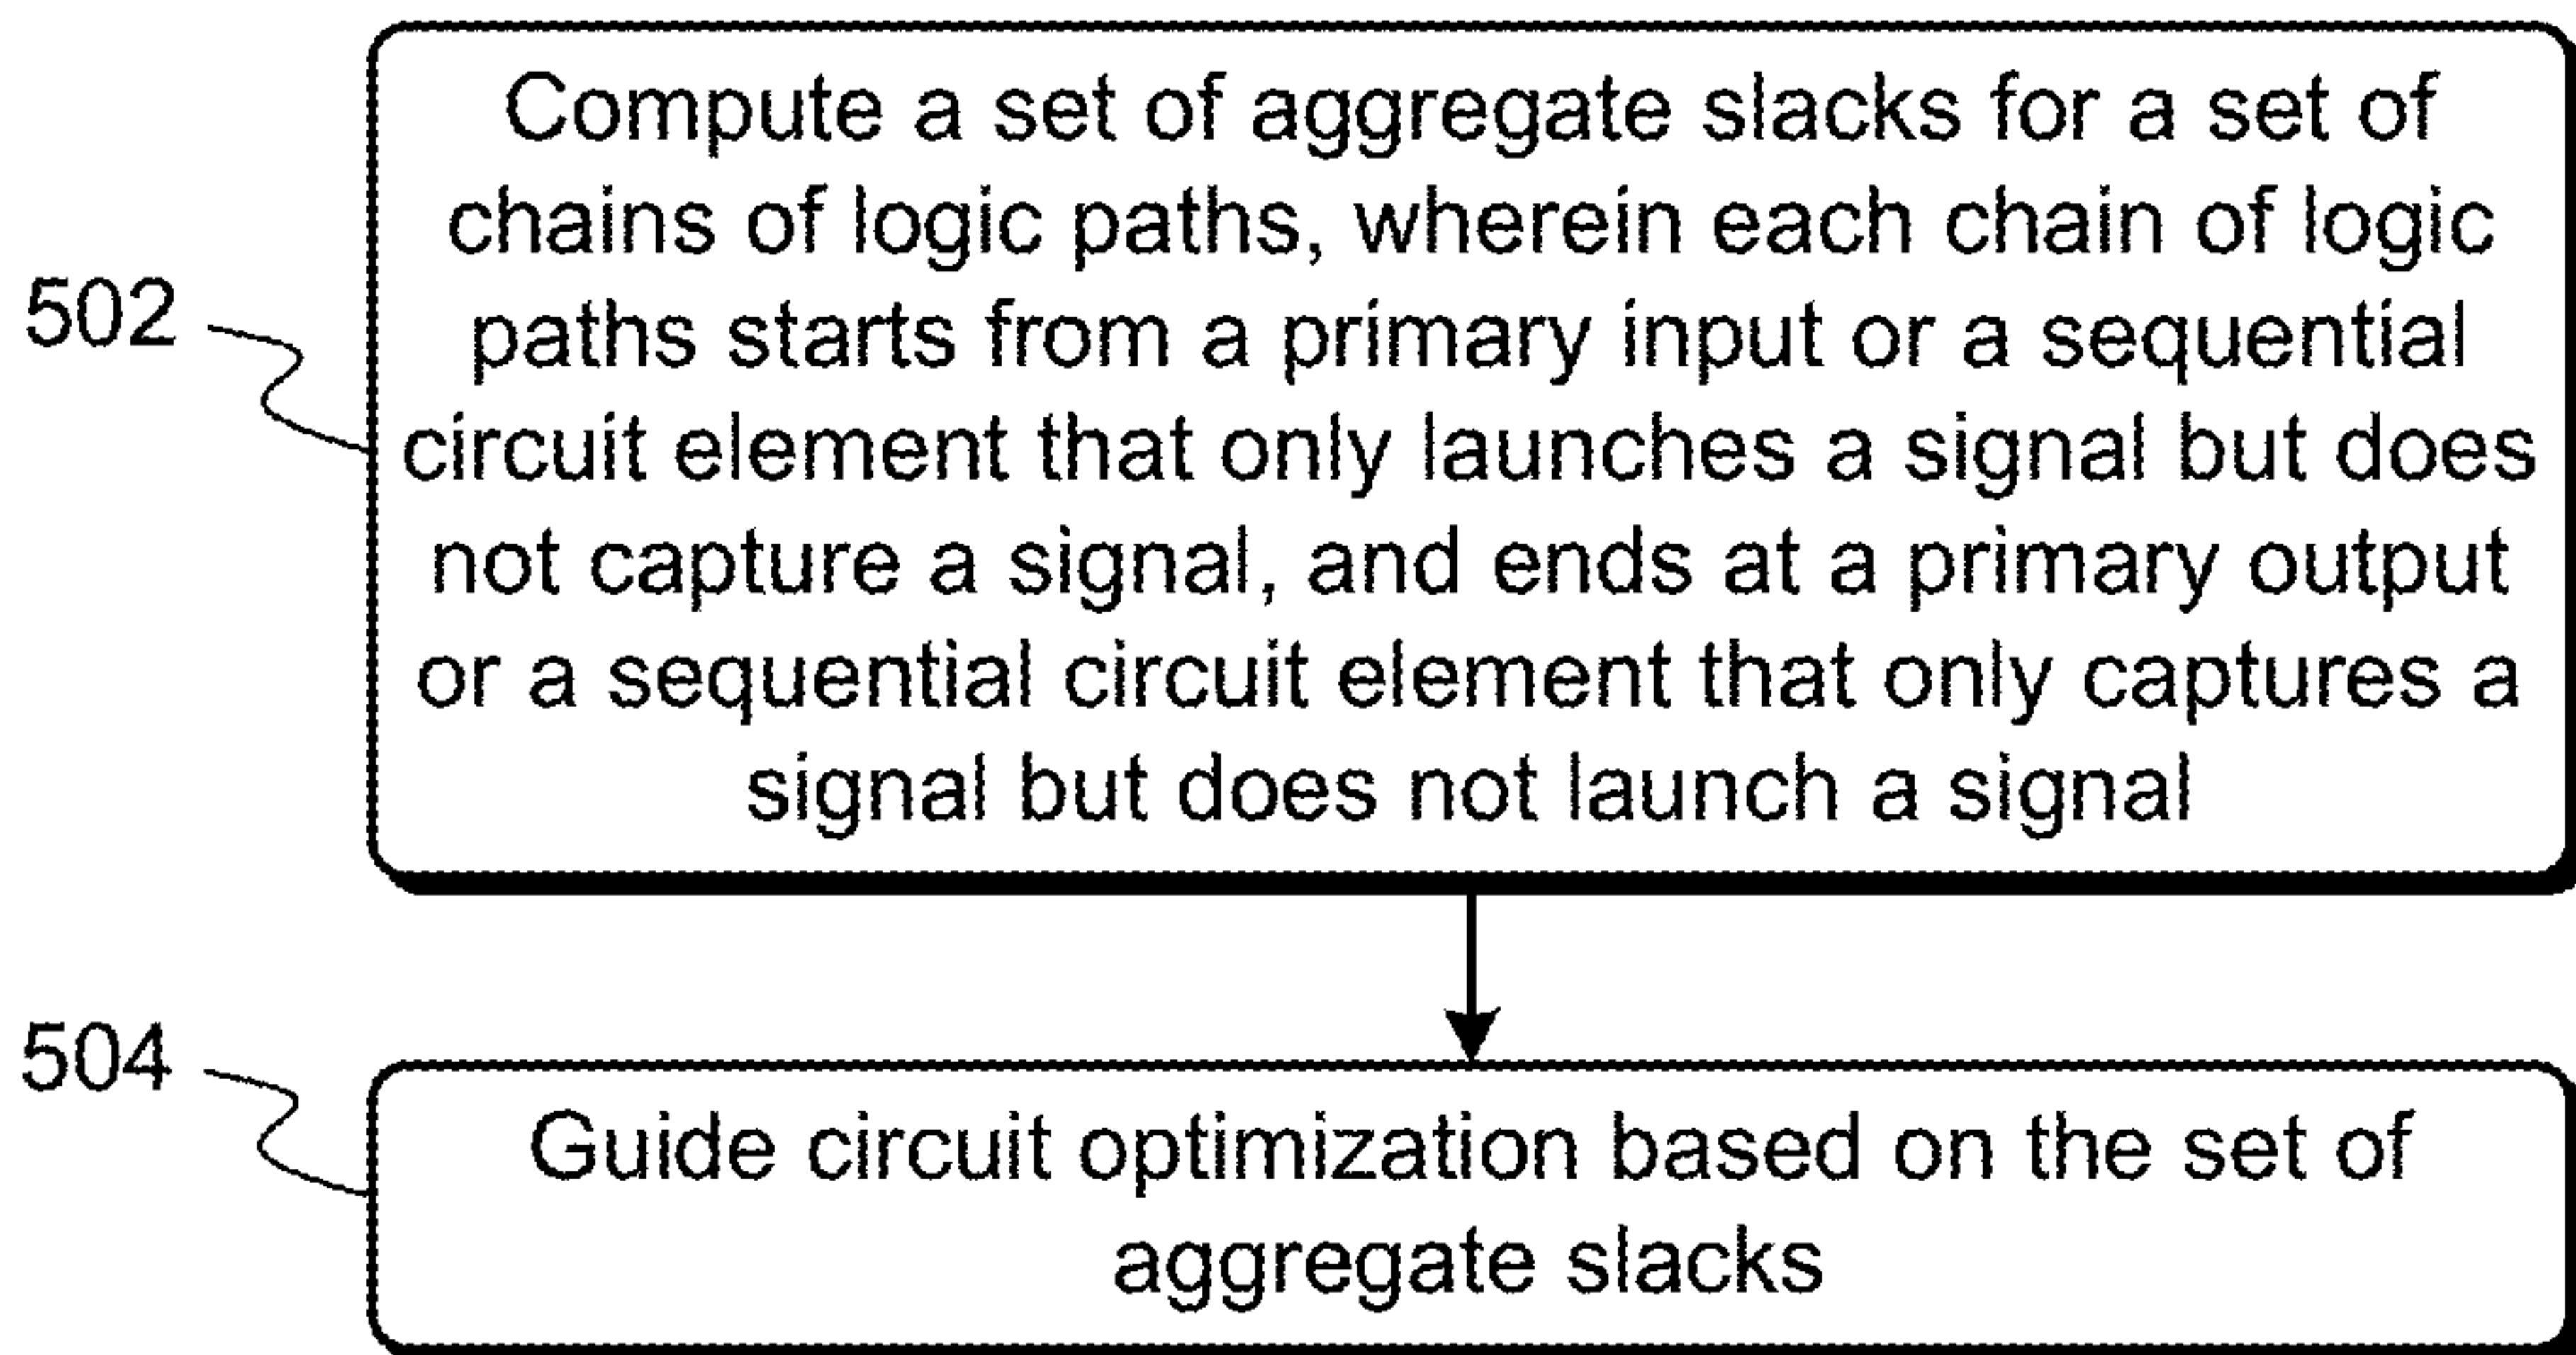 Compute a set of aggregate slacks for a set of
chains of logic paths, wherein each chain of logic
502
paths starts from a primary input or a sequential
circuit element that only launches a signal but does
not capture a signal, and ends at a primary output
or a sequential circuit element that only captures a
signal but does not launch a signal
504
Guide circuit optimization based on the set of
aggregate slacks